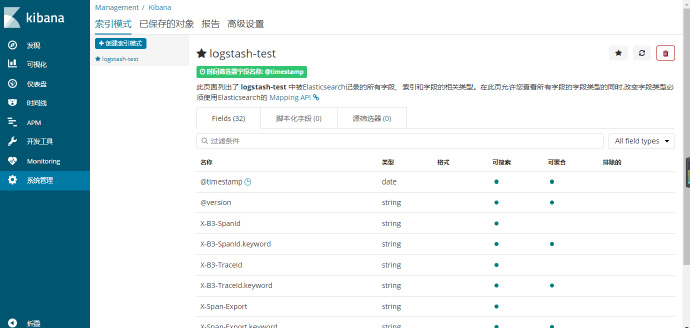 kibana
发现
可视化
仪表盘
时间线
APM
开发工具
Monitoring
系统管理
折叠
Management / Kibana
索引模式 已保存的对象 报告 高级设置
+ 创建索引模式
★ logstash-test
★ logstash-test
时间筛选器字段名称: @timestamp
此页面列出了 logstash-test 中被Elasticsearch记录的所有字段、索引和字段的相关类型。在此页允许您查看所有字段的字段类型的同时,改变字段类型必
须使用Elasticsearch的 Mapping API
Fields (32) 脚本化字段 (0) 源筛选器 (0)
过滤条件 All field types
名称 类型 格式 可搜索 可聚合 排除的
@timestamp date
@version string
X-B3-SpanId string
X-B3-SpanId.keyword string
X-B3-TraceId string
X-B3-TraceId.keyword string
X-Span-Export string
X-Span-Export.keyword string